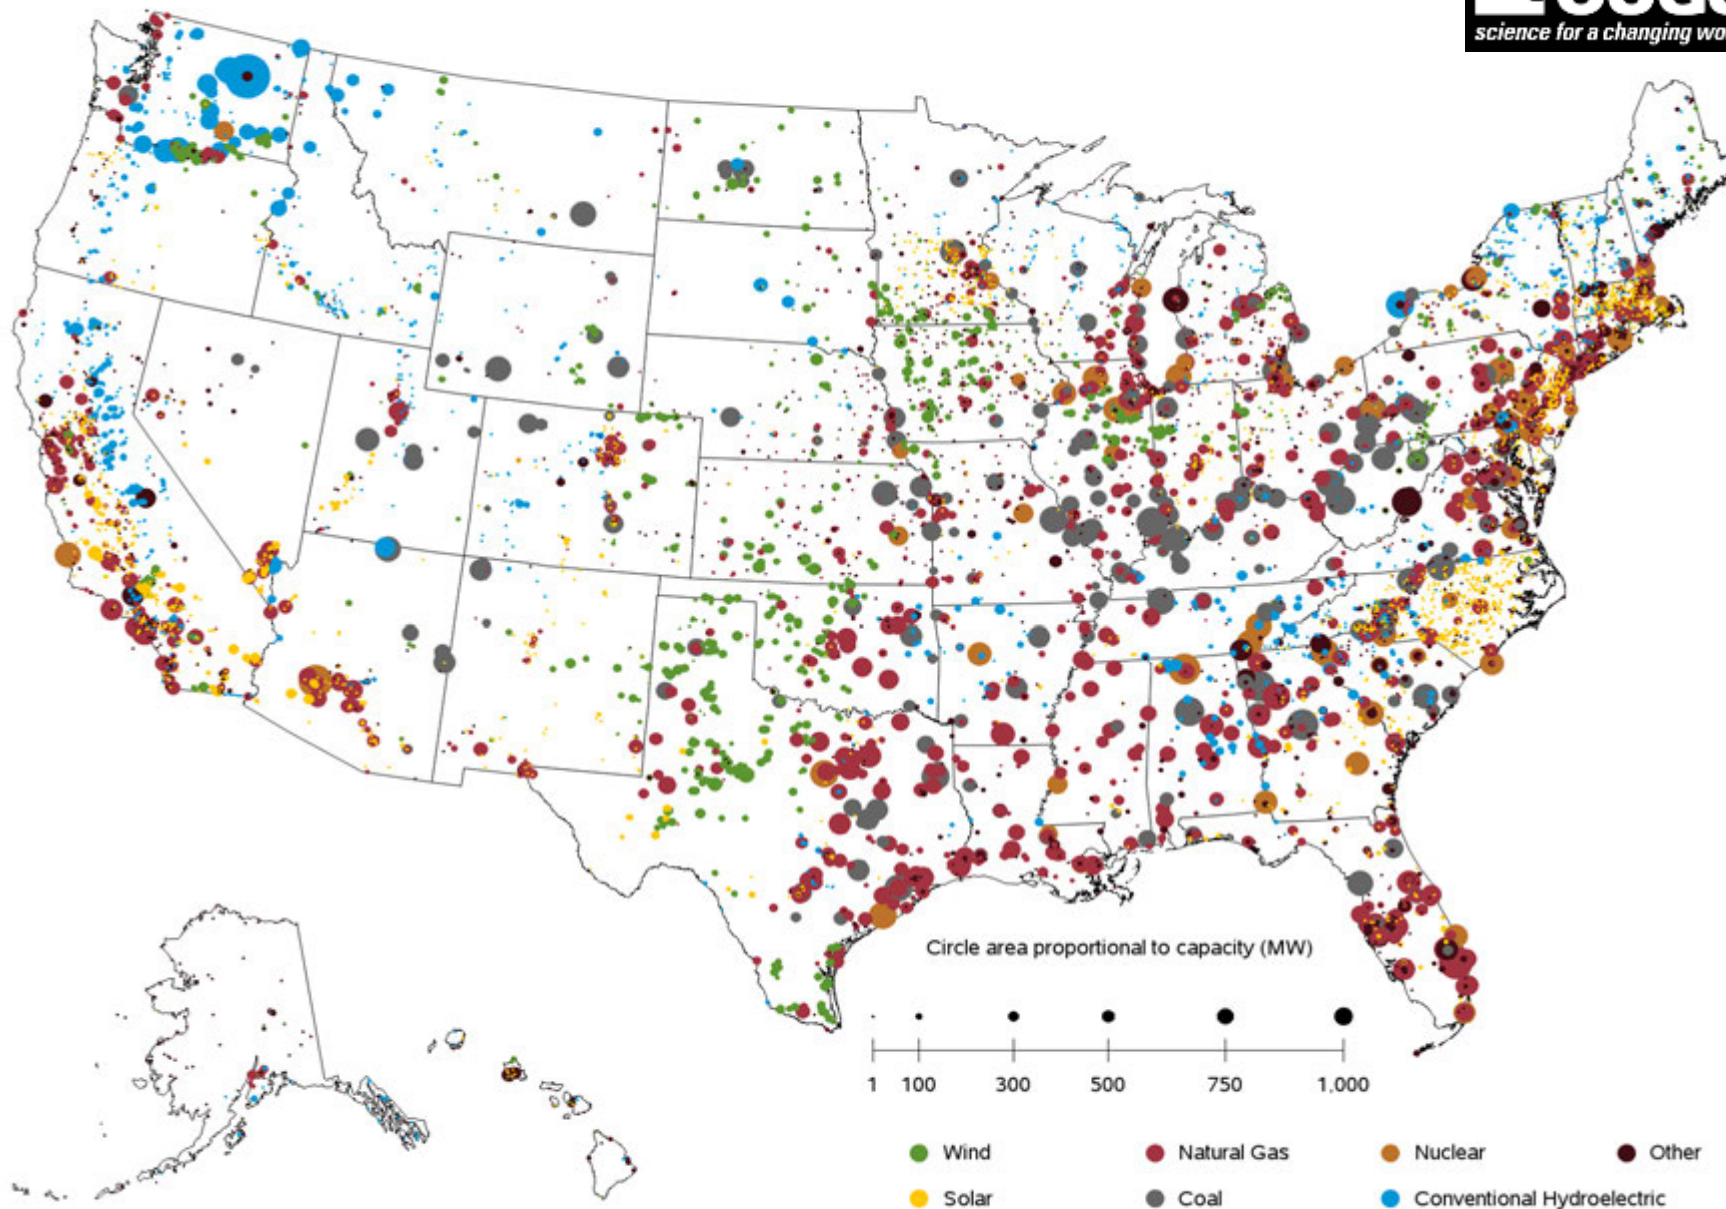 science for a changing wo
Circle area proportional to capacity (MW)
1 100 300 500 750 1,000
Wind Natural Gas Nuclear Other
Solar Coal Conventional Hydroelectric